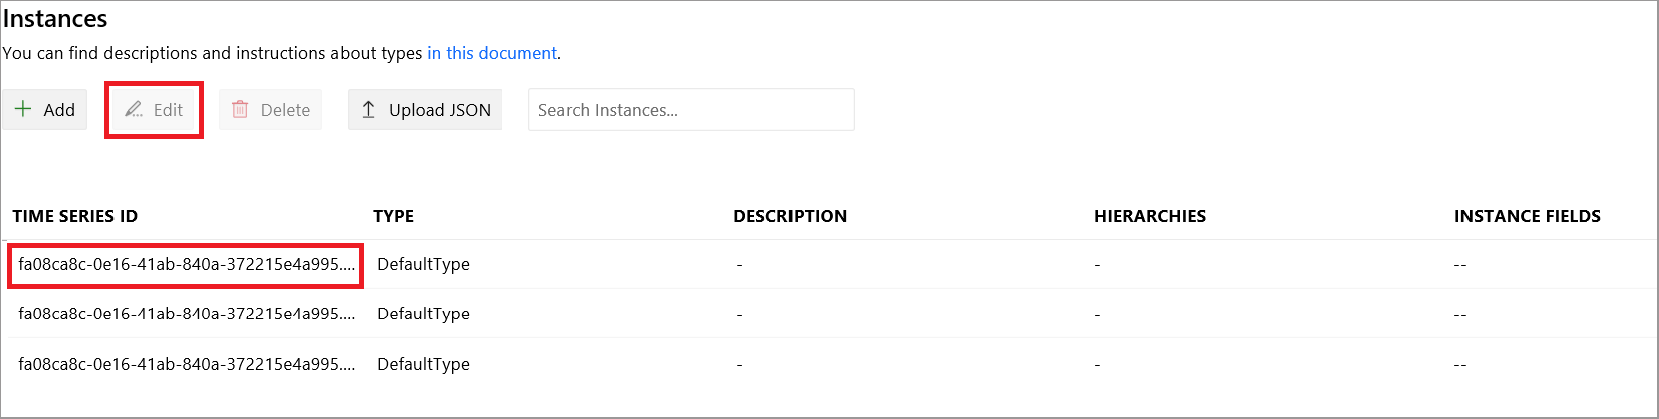 Instances
You can find descriptions and instructions about types in this document.
Add Edit Delete Upload JSON Search Instances...
TIME SERIES ID TYPE DESCRIPTION HIERARCHIES INSTANCE FIELDS
fa08ca8c-0e16-41ab-840a-372215e4a995.... DefaultType - - --
fa08ca8c-0e16-41ab-840a-372215e4a995.... DefaultType - - --
fa08ca8c-0e16-41ab-840a-372215e4a995.... DefaultType - - --